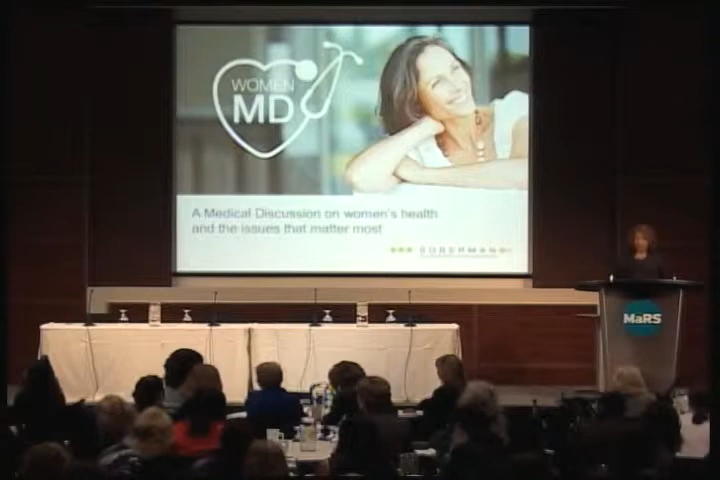 WOMEN
MD
A Medical Discussion on women's health
and the issues that matter most
MaRS